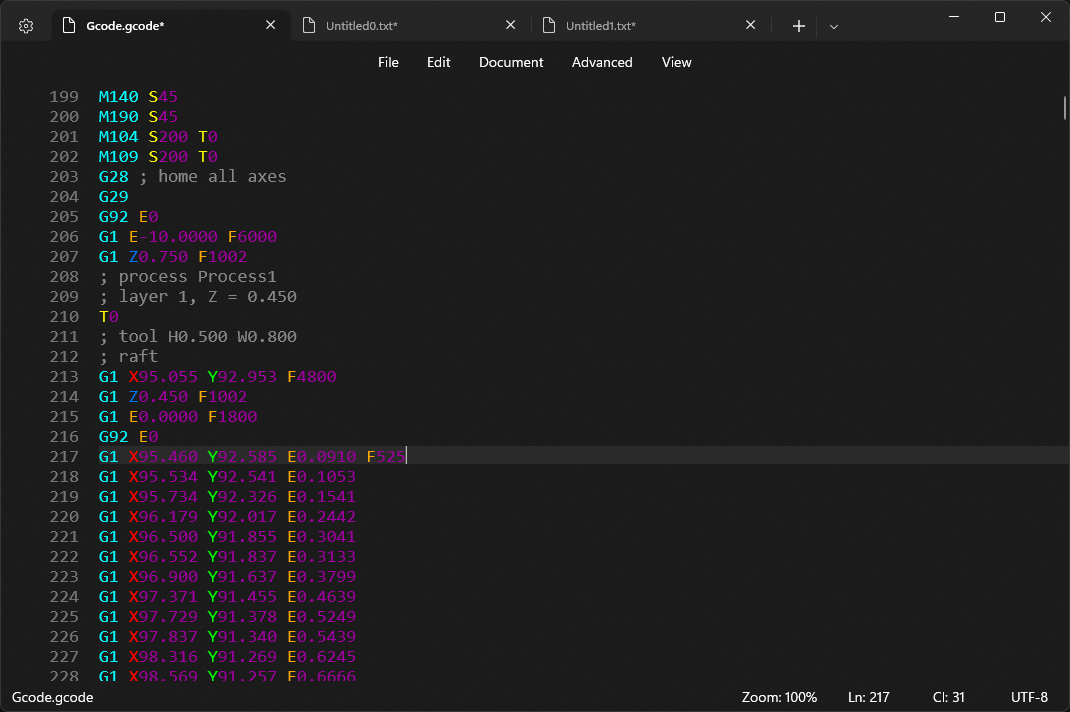 Gcode.gcode* Untitled0.txt* Untitled1.txt*
File Edit Document Advanced View
199 M140 S45
200 M190 S45
201 M104 S200 T0
202 M109 S200 T0
203 G28 ; home all axes
204 G29
205 G92 E0
206 G1 E-10.0000 F6000
207 G1 Z0.750 F1002
208 ; process Process1
209 ; layer 1, Z = 0.450
210 T0
211 ; tool H0.500 W0.800
212 ; raft
213 G1 X95.055 Y92.953 F4800
214 G1 Z0.450 F1002
215 G1 E0.0000 F1800
216 G92 E0
217 G1 X95.460 Y92.585 E0.0910 F525
218 G1 X95.534 Y92.541 E0.1053
219 G1 X95.734 Y92.326 E0.1541
220 G1 X96.179 Y92.017 E0.2442
221 G1 X96.500 Y91.855 E0.3041
222 G1 X96.552 Y91.837 E0.3133
223 G1 X96.900 Y91.637 E0.3799
224 G1 X97.371 Y91.455 E0.4639
225 G1 X97.729 Y91.378 E0.5249
226 G1 X97.837 Y91.340 E0.5439
227 G1 X98.316 Y91.269 E0.6245
228 G1 X98.569 Y91.257 E0.6666
Gcode.gcode Zoom: 100% Ln: 217 Cl: 31 UTF-8